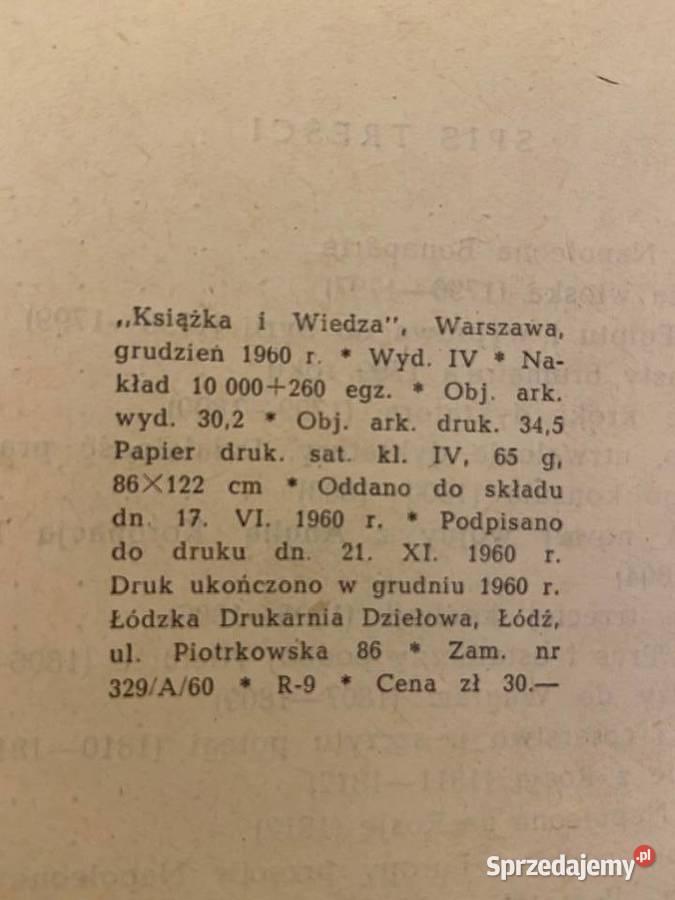 SPIS TREŚCI
„Książka i Wiedza", Warszawa,
grudzień 1960 r. * Wyd. IV * Na-
kład 10 000+260 egz. * Obj. ark.
wyd. 30,2 * Obj. ark. druk. 34,5
Papier druk. sat. kl. IV, 65 g,
86×122 cm * Oddano do składu
dn. 17. VI. 1960 r. * Podpisano
do druku dn. 21. XI. 1960 r.
Druk ukończono w grudniu 1960 r.
Łódzka Drukarnia Dziełowa, Łódź,
ul. Piotrkowska 86 * Zam. nr
329/A/60 * R-9 * Cena zł 30.—
Sprzedajemy.pl